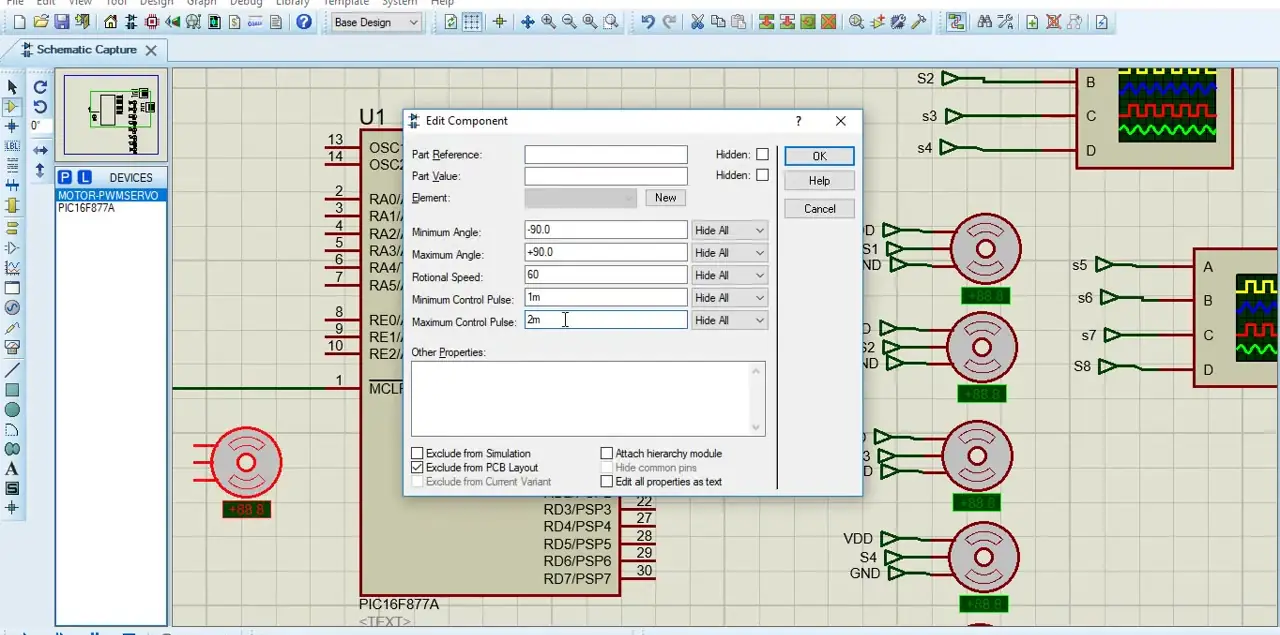 File Edit View Tool Design Graph Debug Library Template System Help
Base Design
Schematic Capture
0°
LBL
P L DEVICES
MOTOR-PWMSERVO
PIC16F877A
A
S
U1
13
14
2
3
4
5
6
7
8
9
10
1
OSC
OSC2
RA0/
RA1/
RA2/
RA3/
RA4/
RA5/
RE0/
RE1/
RE2/
MCL
+88.8
Edit Component
?
Part Reference:
Hidden:
Part Value:
Hidden:
Element:
New
OK
Help
Cancel
Minimum Angle: -90.0 Hide All
Maximum Angle: +90.0 Hide All
Rotional Speed: 60 Hide All
Minimum Control Pulse: 1m Hide All
Maximum Control Pulse: 2m Hide All
Other Properties:
Exclude from Simulation
Exclude from PCB Layout
Exclude from Current Variant
Attach hierarchy module
Hide common pins
Edit all properties as text
RD3/PSP3
RD4/PSP4
RD5/PSP5
RD6/PSP6
RD7/PSP7
22
27
28
29
30
PIC16F877A
<TEXT>
S2
s3
s4
B
C
D
D
S1
ND
+88.8
S2
ND
+88.8
3
D
+88.8
VDD
S4
GND
+88.8
s5
s6
s7
S8
A
B
C
D